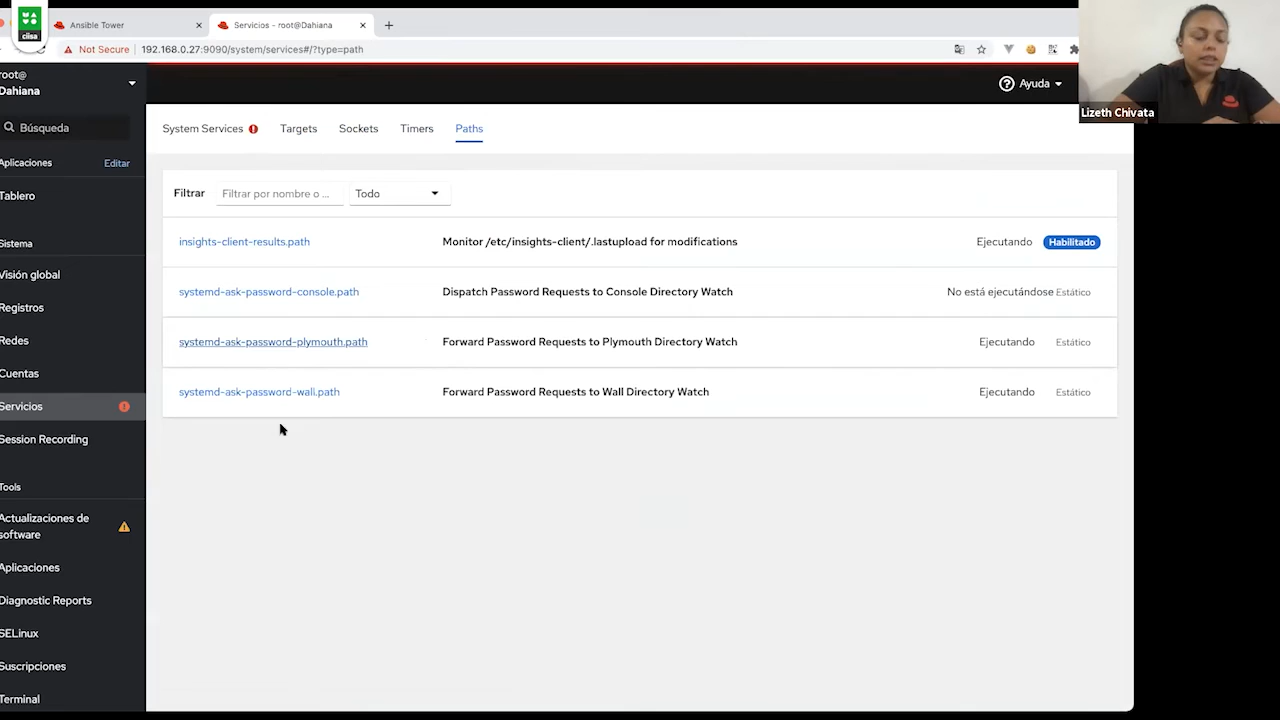 clisa
Ansible Tower
Servicios - root@Dahiana
Not Secure
192.168.0.27:9090/system/services#/?type=path
Lizeth Chivata
root@
Dahiana
Ayuda
Búsqueda
Aplicaciones
Editar
Tablero
Sistema
Visión global
Registros
Redes
Cuentas
Servicios
Session Recording
Tools
Actualizaciones de
software
Aplicaciones
Diagnostic Reports
SELinux
Suscripciones
Terminal
System Services
Targets
Sockets
Timers
Paths
Filtrar
Filtrar por nombre o ...
Todo
insights-client-results.path
Monitor /etc/insights-client/.lastupload for modifications
Ejecutando
Habilitado
systemd-ask-password-console.path
Dispatch Password Requests to Console Directory Watch
No está ejecutándose
Estático
systemd-ask-password-plymouth.path
Forward Password Requests to Plymouth Directory Watch
Ejecutando
Estático
systemd-ask-password-wall.path
Forward Password Requests to Wall Directory Watch
Ejecutando
Estático